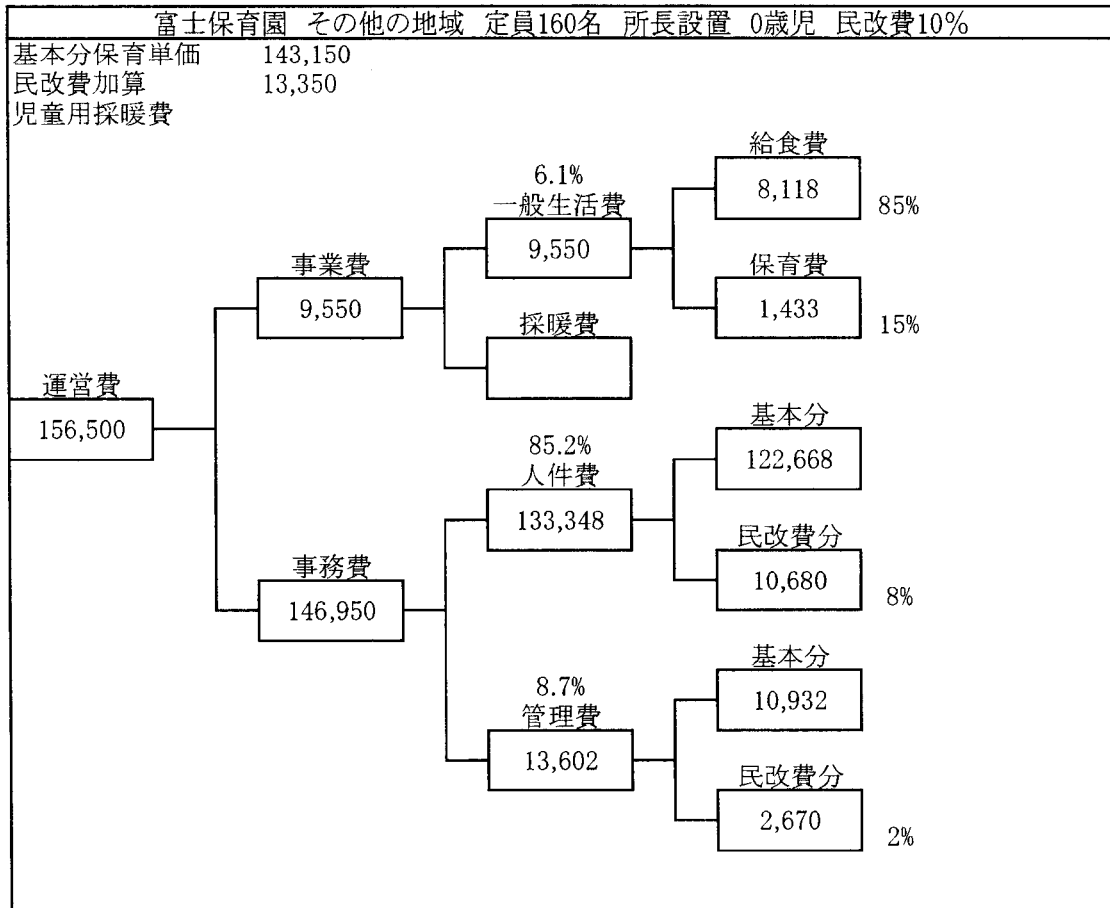 富士保育園 その他の地域 定員160名 所長設置 0歳児 民改費10%
基本分保育単価 143,150
民改費加算 13,350
児童用採暖費
給食費
6.1%
8,118
85%
一般生活費
9,550
事業費
保育費
9,550
1,433
15%
採暖費
運営費
156,500
基本分
85.2%
122,668
人件費
133,348
民改費分
事務費
10,680
8%
146,950
基本分
8.7%
10,932
管理費
13,602
民改費分
2,670
2%